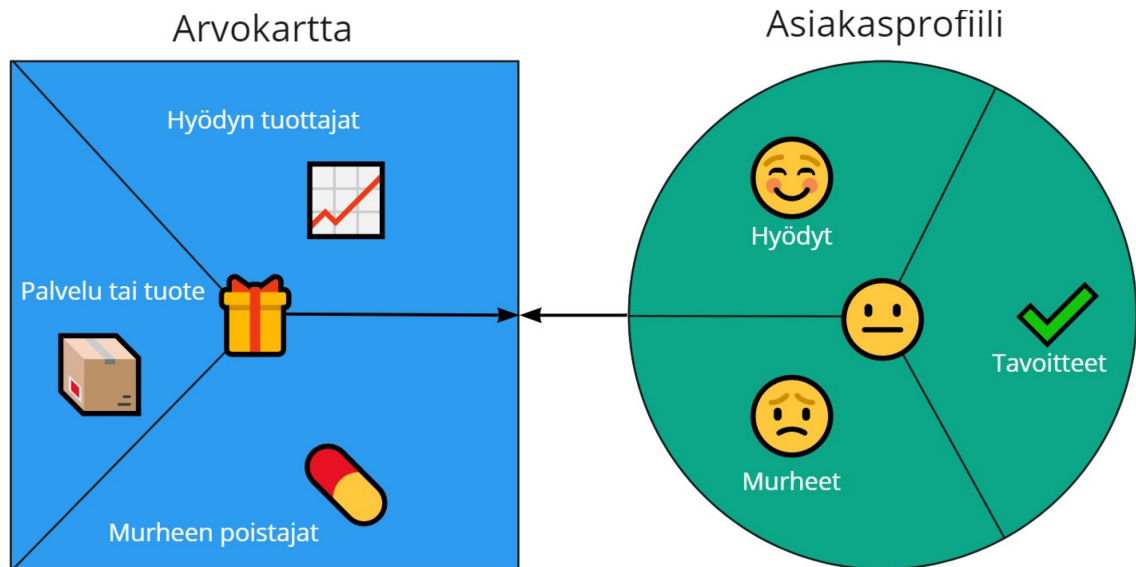 Arvokartta
Hyödyn tuottajat
Palvelu tai tuote
Murheen poistajat
Asiakasprofiili
Hyödyt
Tavoitteet
Murheet